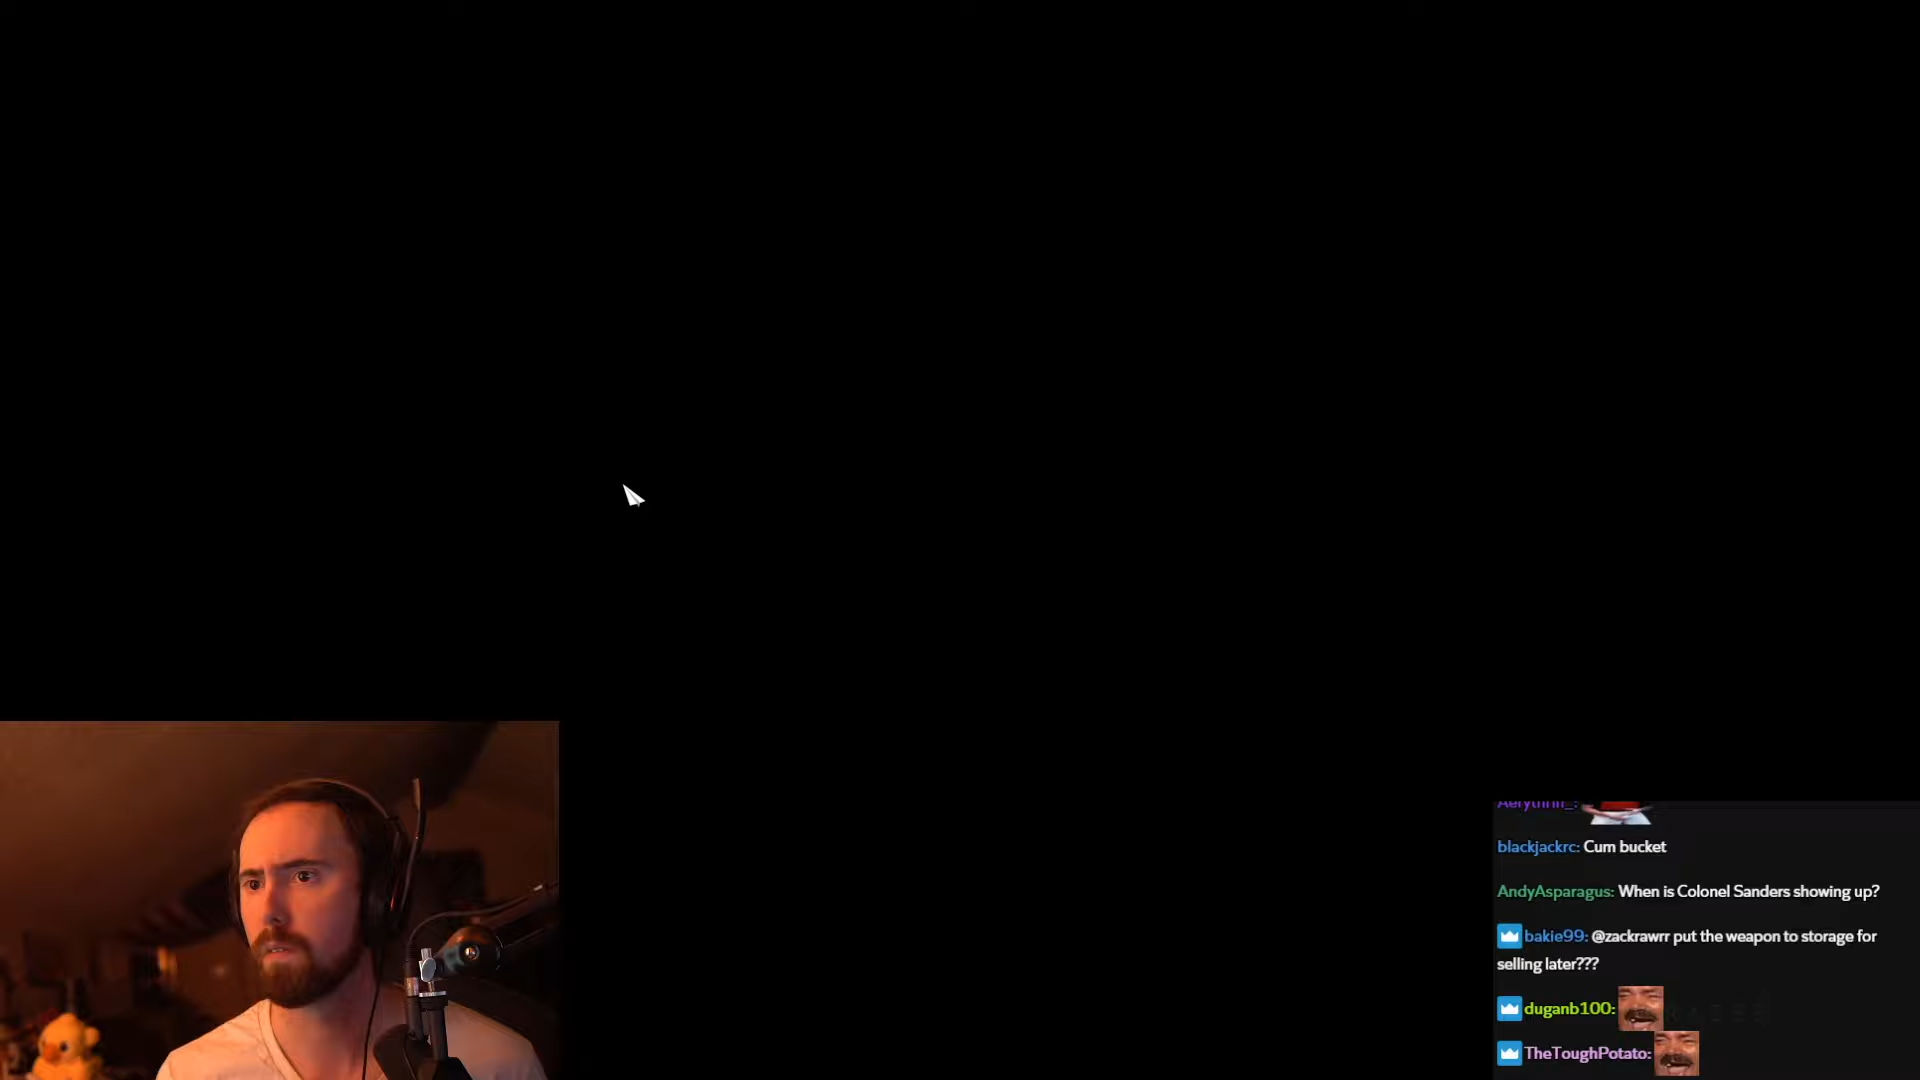 blackjackrc: Cum bucket
AndyAsparagus: When is Colonel Sanders showing up?
bakie99: @zackrawrr put the weapon to storage for
selling later???
duganb100:
TheToughPotato: